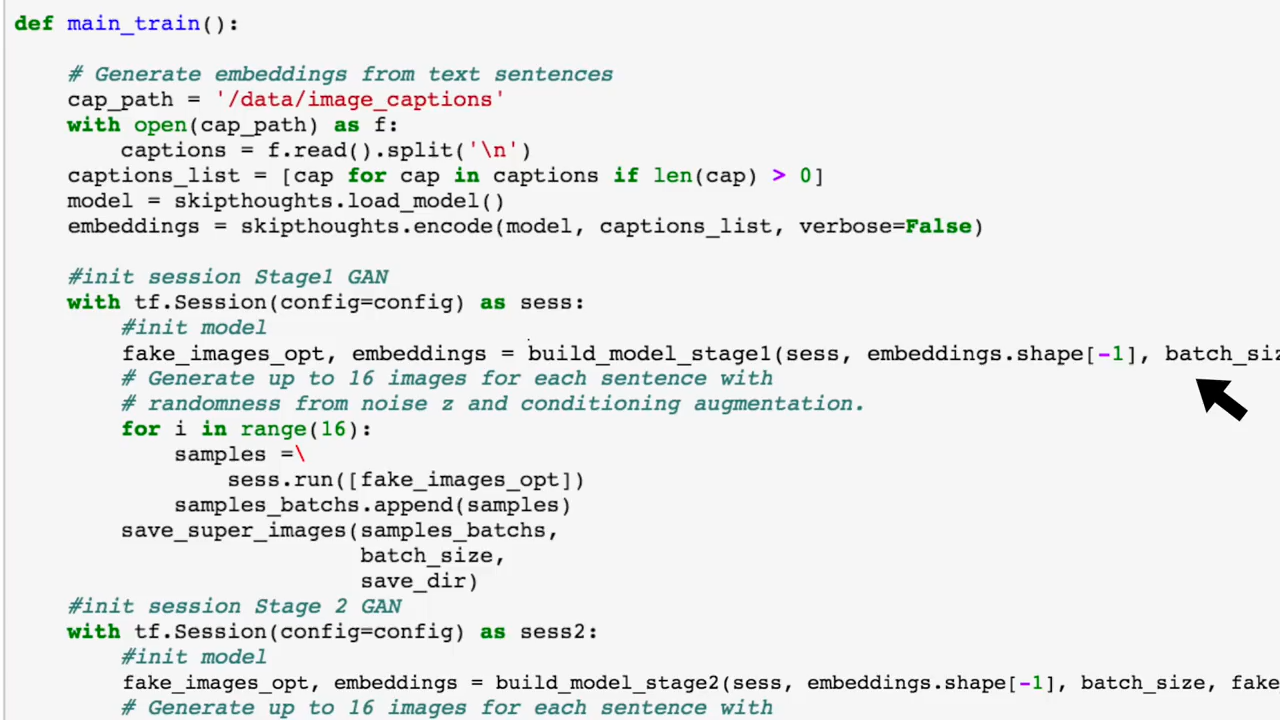 def main_train():
# Generate embeddings from text sentences
cap_path = '/data/image_captions'
with open(cap_path) as f:
captions = f.read().split('\n')
captions_list = [cap for cap in captions if len(cap) > 0]
model = skipthoughts.load_model()
embeddings = skipthoughts.encode(model, captions_list, verbose=False)
#init session Stage1 GAN
with tf.Session(config=config) as sess:
#init model
fake_images_opt, embeddings = build_model_stage1(sess, embeddings.shape[-1], batch_siz
# Generate up to 16 images for each sentence with
# randomness from noise z and conditioning augmentation.
for i in range(16):
samples =\
sess.run([fake_images_opt])
samples_batchs.append(samples)
save_super_images(samples_batchs,
batch_size,
save_dir)
#init session Stage 2 GAN
with tf.Session(config=config) as sess2:
#init model
fake_images_opt, embeddings = build_model_stage2(sess, embeddings.shape[-1], batch_size, fake
# Generate up to 16 images for each sentence with